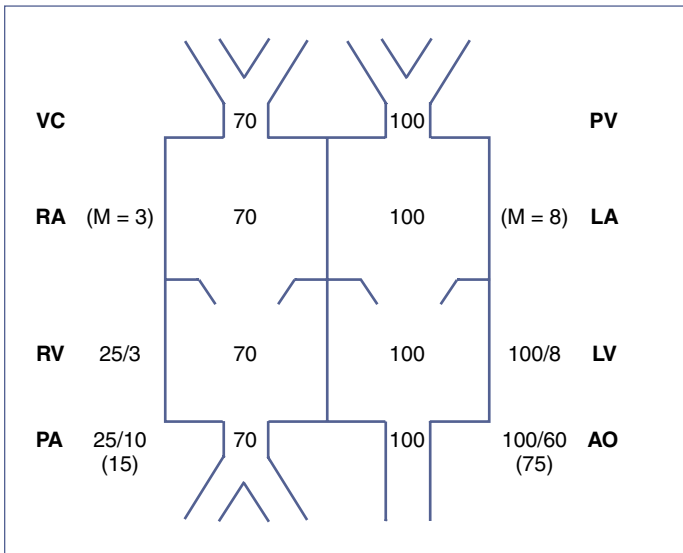 VC 70 100 PV
RA (M = 3) 70 100 (M = 8) LA
RV 25/3 70 100 100/8 LV
PA 25/10 70 100 100/60 AO
(15) (75)